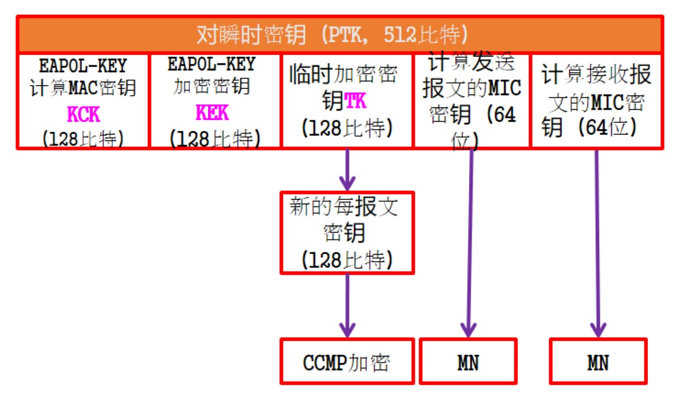 对瞬时密钥 (PTK, 512比特)
EAPOL-KEY
计算MAC密钥
KCK
(128比特)
EAPOL-KEY
加密密钥
KEK
(128比特)
临时加密密
钥TK
(128比特)
计算发送
报文的MIC
密钥 (64
位)
计算接收报
文的MIC密
钥 (64位)
新的每报文
密钥
(128比特)
CCMP加密
MN
MN